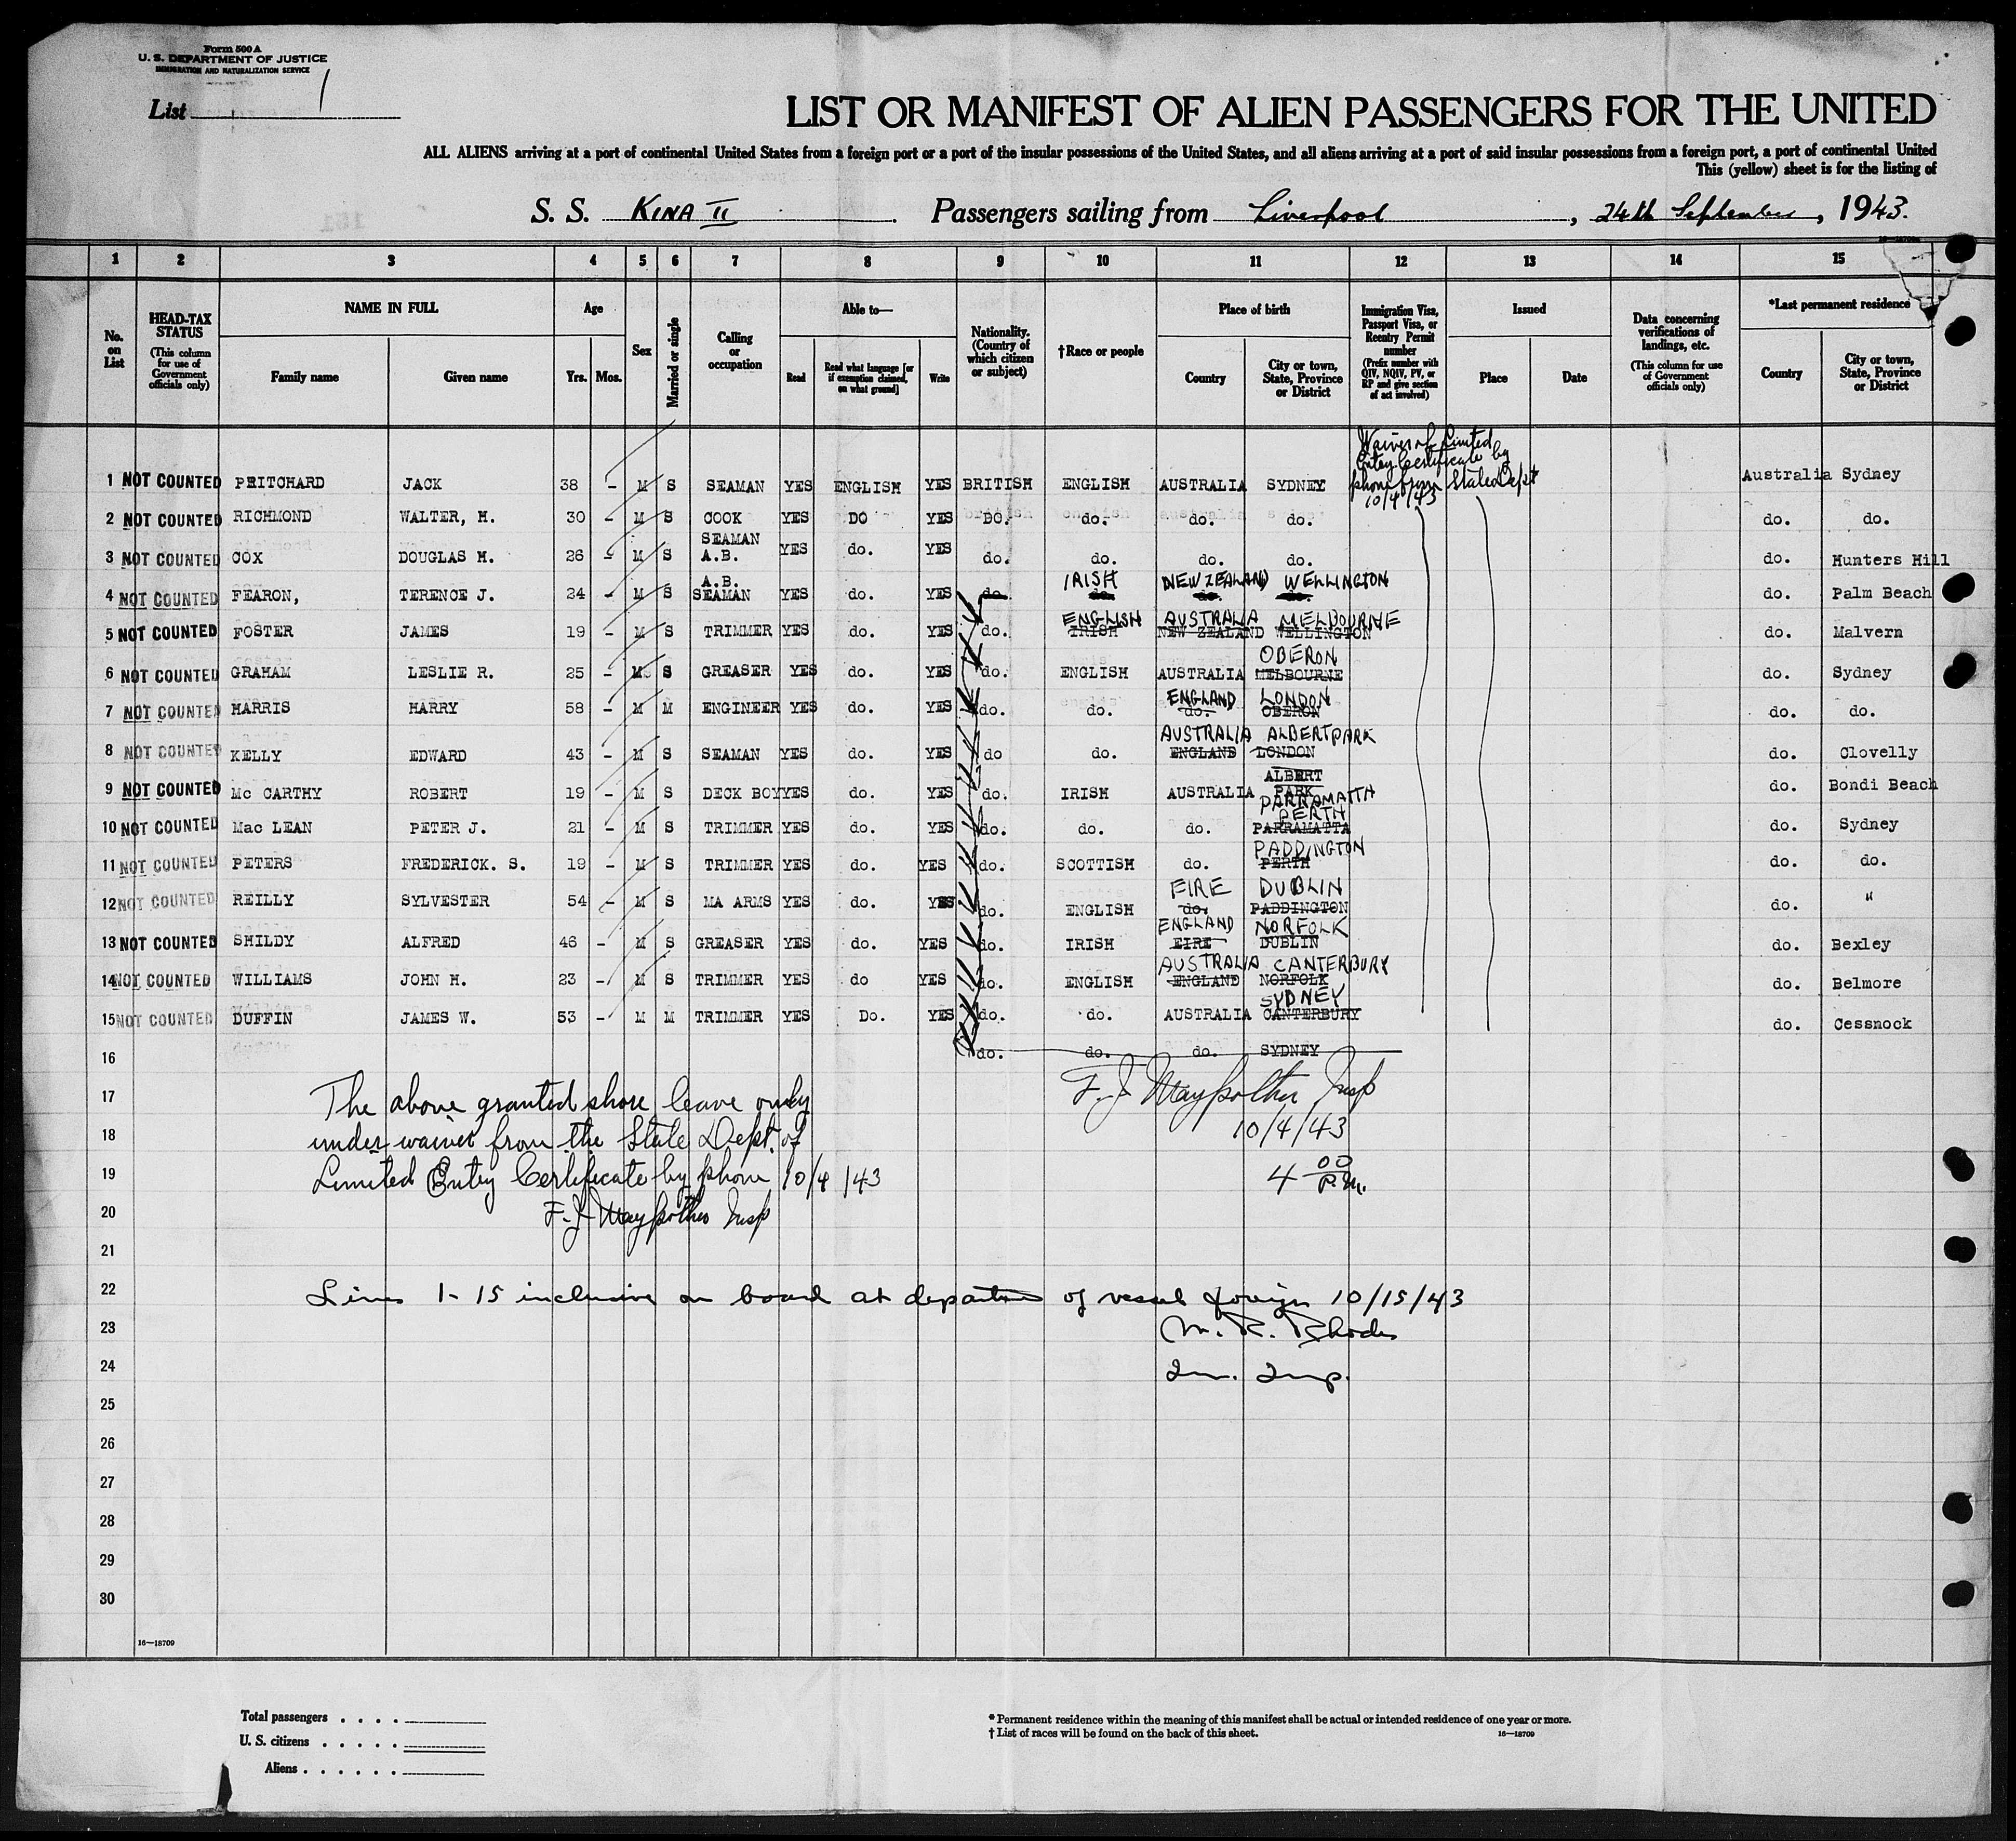 Form 500 A
U. S. DEPARTMENT OF JUSTICE
IMMIGRATION AND NATURALIZATION SERVICE
List 1
LIST OR MANIFEST OF ALIEN PASSENGERS FOR THE UNITED
ALL ALIENS arriving at a port of continental United States from a foreign port or a port of the insular possessions of the United States, and all aliens arriving at a port of said insular possessions from a foreign port, a port of continental United
This (yellow) sheet is for the listing of
S. S. KINA II Passengers sailing from Liverpool, 24th September, 1943.
1 2 3 4 5 6 7 8 9 10 11 12 13 14 15
No. on List
HEAD-TAX STATUS (This column for use of Government officials only)
NAME IN FULL
Family name Given name
Age
Yrs. Mos.
Sex
Married or single
Calling or occupation
Able to—
Read
Read what language [or if exemption claimed, on what ground]
Write
Nationality. (Country of which citizen or subject)
†Race or people
Place of birth
Country
City or town, State, Province or District
Immigration Visa, Passport Visa, or Reentry Permit number (Prefix number with QIV, NQIV, PV, or RP and give section of act involved)
Issued
Place Date
Data concerning verifications of landings, etc. (This column for use of Government officials only)
*Last permanent residence
Country
City or town, State, Province or District
Waiver of Limited
Entry Certificate by
phone from State Dept
10/4/43
1 NOT COUNTED PRITCHARD JACK 38 - M S SEAMAN YES ENGLISH YES BRITISH ENGLISH AUSTRALIA SYDNEY Australia Sydney
2 NOT COUNTED RICHMOND WALTER, H. 30 - M S COOK YES DO YES DO. do. do. do. do. do.
3 NOT COUNTED COX DOUGLAS H. 26 - M S SEAMAN A.B. YES do. YES do. do. do. do. do. Hunters Hill
4 NOT COUNTED FEARON, TERENCE J. 24 - M S A.B. SEAMAN YES do. YES do. IRISH do. NEW ZEALAND do. WELLINGTON do. do. Palm Beach
5 NOT COUNTED FOSTER JAMES 19 - M S TRIMMER YES do. YES do. ENGLISH IRISH AUSTRALIA NEW ZEALAND MELBOURNE WELLINGTON do. Malvern
6 NOT COUNTED GRAHAM LESLIE R. 25 - M S GREASER YES do. YES do. ENGLISH AUSTRALIA OBERON MELBOURNE do. Sydney
7 NOT COUNTED HARRIS HARRY 58 - M M ENGINEER YES do. YES do. do. ENGLAND do. LONDON OBERON do. do.
8 NOT COUNTED KELLY EDWARD 43 - M S SEAMAN YES do. YES do do. AUSTRALIA ENGLAND ALBERT PARK LONDON do. Clovelly
9 NOT COUNTED Mc CARTHY ROBERT 19 - M S DECK BOY YES do. YES do. IRISH AUSTRALIA ALBERT PARK PARRAMATTA do. Bondi Beach
10 NOT COUNTED Mac LEAN PETER J. 21 - M S TRIMMER YES do. YES do. do. do. PERTH PARRAMATTA do. Sydney
11 NOT COUNTED PETERS FREDERICK. S. 19 - M S TRIMMER YES do. YES do. SCOTTISH do. PADDINGTON PERTH do. do.
12 NOT COUNTED REILLY SYLVESTER 54 - M S MA ARMS YES do. YES do. ENGLISH EIRE do. DUBLIN PADDINGTON do. "
13 NOT COUNTED SHILDY ALFRED 46 - M S GREASER YES do. YES do. IRISH ENGLAND EIRE NORFOLK DUBLIN do. Bexley
14 NOT COUNTED WILLIAMS JOHN H. 23 - M S TRIMMER YES do YES do. ENGLISH AUSTRALIA ENGLAND CANTERBURY NORFOLK do. Belmore
15 NOT COUNTED DUFFIN JAMES W. 53 - M M TRIMMER YES Do. YES do. do. AUSTRALIA SYDNEY CANTERBURY do. Cessnock
16 do. do. do. SYDNEY
17 The above granted shore leave only F. J. Maypother Insp
18 under waiver from the State Dept. of 10/4/43
19 Limited Entry Certificate by phone 10/4/43 4 00 P.M.
20 F. J. Maypother Insp
21
22 Lines 1-15 inclusive on board at departure of vessel foreign 10/15/43
23 M. R. Rhodes
24 Im. Insp.
25
26
27
28
29
30
16—18709
Total passengers
U. S. citizens
Aliens
* Permanent residence within the meaning of this manifest shall be actual or intended residence of one year or more.
† List of races will be found on the back of this sheet. 16—18709